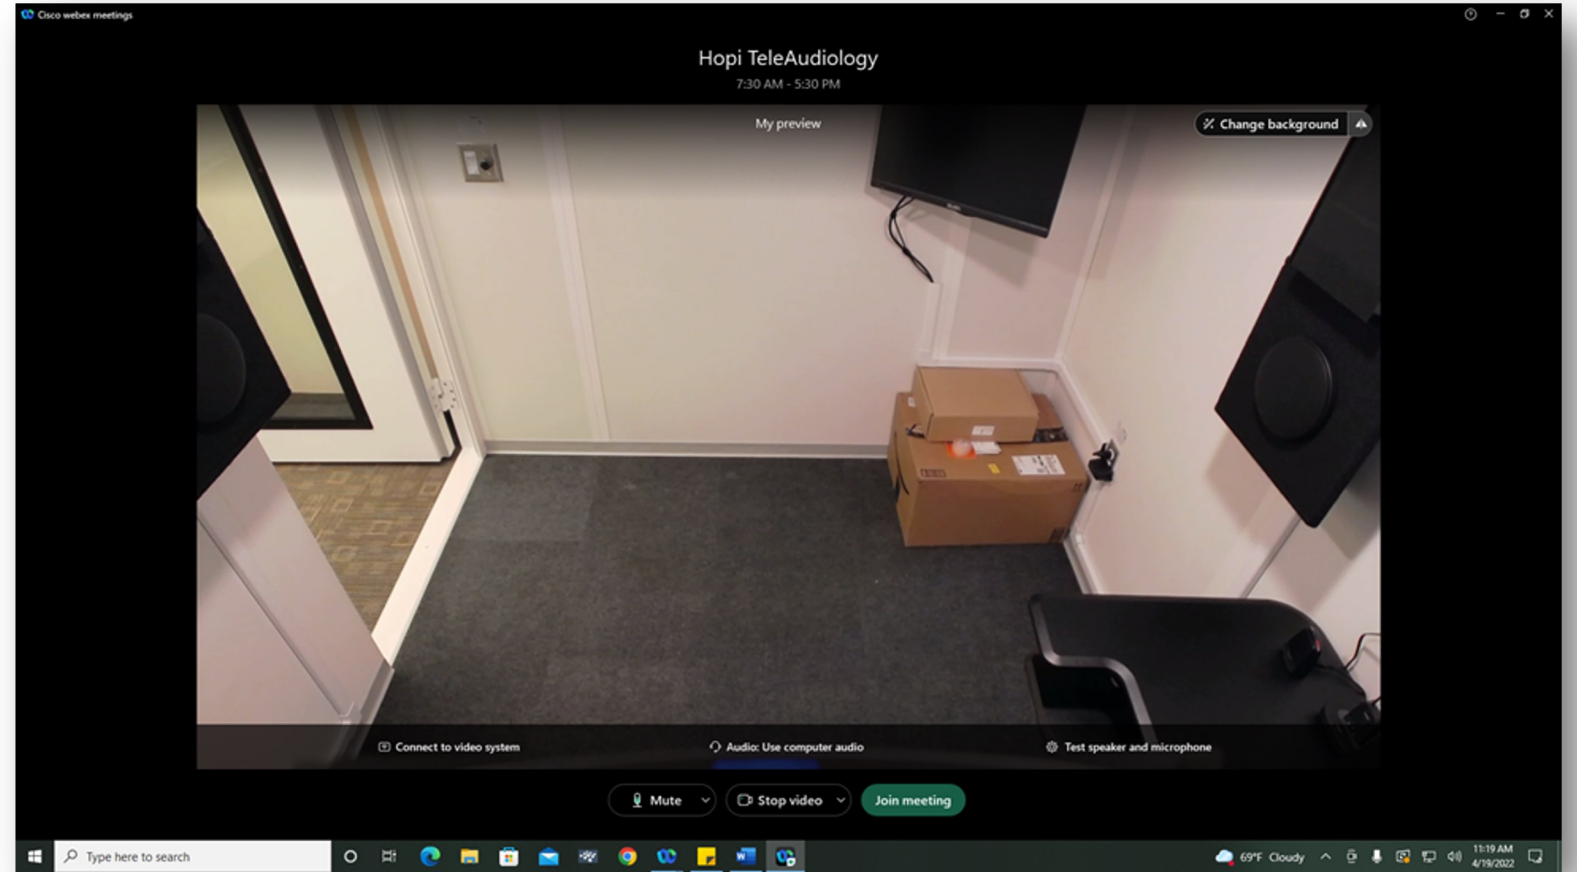 Cisco webex meetings
Hopi TeleAudiology
7:30 AM - 5:30 PM
My preview
Change background
Connect to video system
Audio: Use computer audio
Test speaker and microphone
Mute
Stop video
Join meeting
Type here to search
69°F Cloudy
11:19 AM
4/19/2022